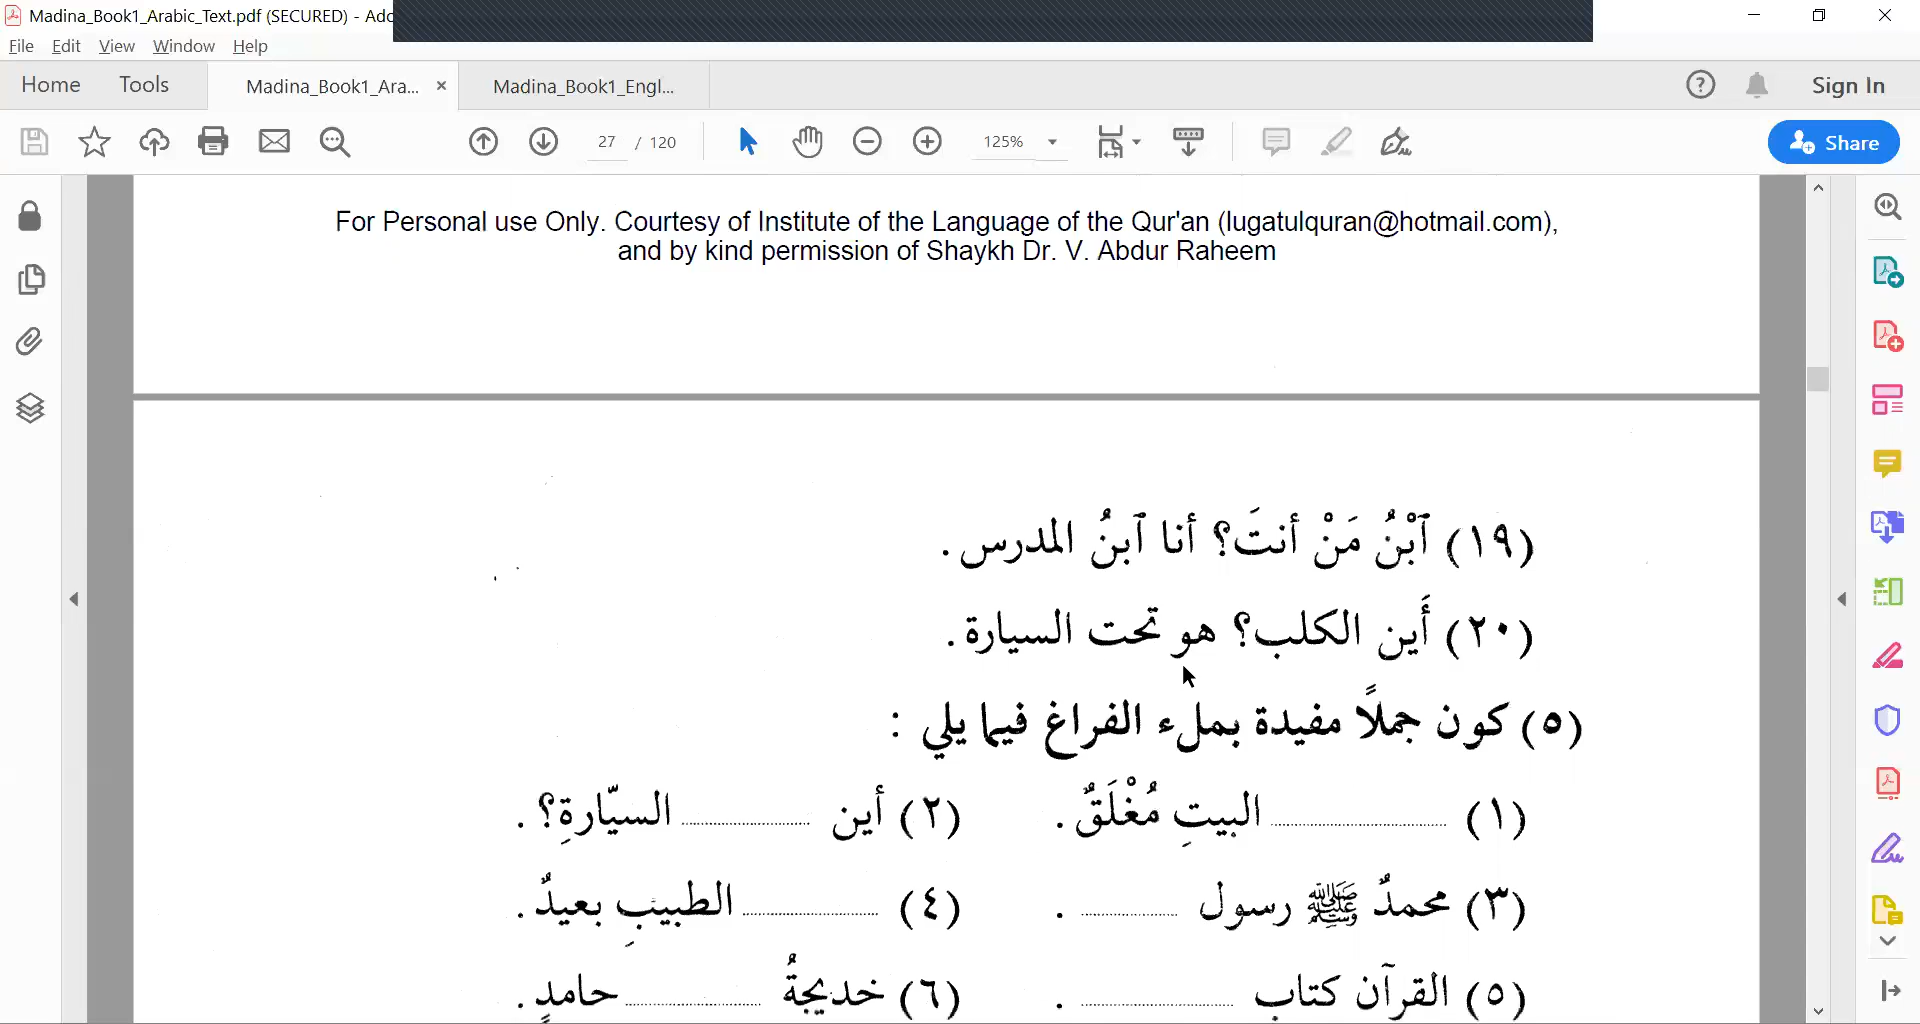 Madina_Book1_Arabic_Text.pdf (SECURED) - Ado
File Edit View Window Help
Home Tools Madina_Book1_Ara... × Madina_Book1_Engl... Sign In
27 / 120 125% Share
For Personal use Only. Courtesy of Institute of the Language of the Qur'an (lugatulquran@hotmail.com),
and by kind permission of Shaykh Dr. V. Abdur Raheem
(١٩) ٱبْنُ مَنْ أنتَ؟ أنا ٱبنُ المدرس .
(٢٠) أَين الكلب؟ هو تحت السيارة .
(٥) كون جملًا مفيدة بملء الفراغ فيما يلي :
(١) ............ البيتِ مُغْلَقٌ . (٢) أين ............ السيّارةِ؟ .
(٣) محمدٌ ﷺ رسول ............ . (٤) ............ الطبيبِ بعيدٌ .
(٥) القرآن كتاب ............ . (٦) خديجةُ ............ حامدٍ .